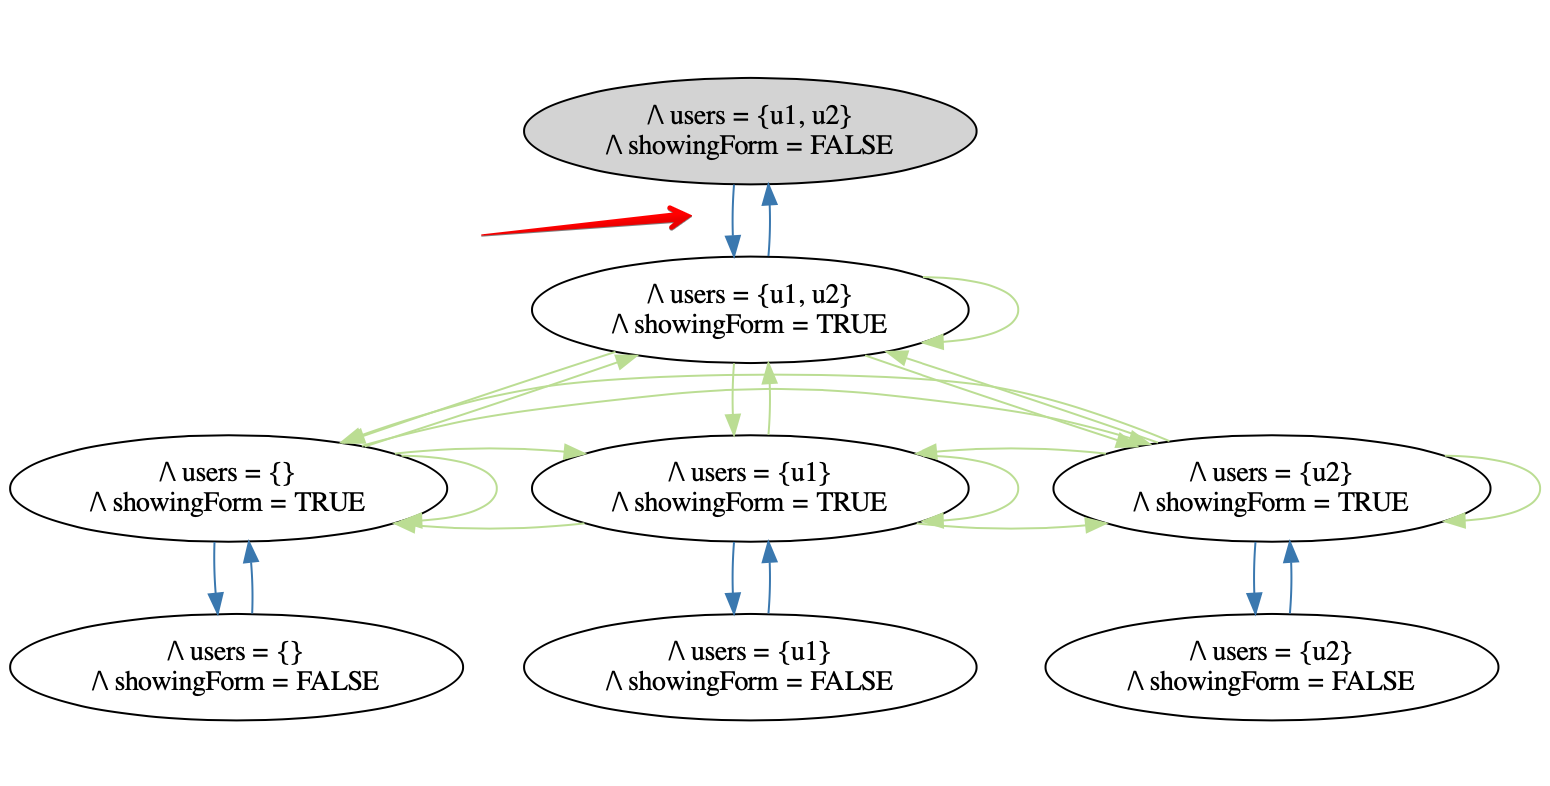 /\ users = {u1, u2}
/\ showingForm = FALSE
/\ users = {u1, u2}
/\ showingForm = TRUE
/\ users = {}
/\ showingForm = TRUE
/\ users = {u1}
/\ showingForm = TRUE
/\ users = {u2}
/\ showingForm = TRUE
/\ users = {}
/\ showingForm = FALSE
/\ users = {u1}
/\ showingForm = FALSE
/\ users = {u2}
/\ showingForm = FALSE